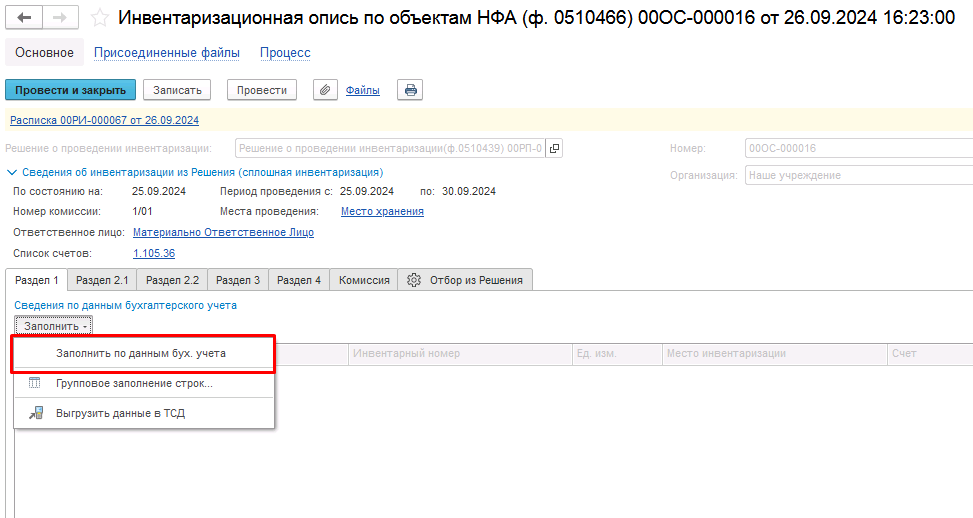 Инвентаризационная опись по объектам НФА (ф. 0510466) 00ОС-000016 от 26.09.2024 16:23:00
Основное Присоединенные файлы Процесс
Провести и закрыть Записать Провести Файлы
Расписка 00РИ-000067 от 26.09.2024
Решение о проведении инвентаризации: Решение о проведении инвентаризации(ф.0510439) 00РП-0 Номер: 00ОС-000016
Организация: Наше учреждение
Сведения об инвентаризации из Решения (сплошная инвентаризация)
По состоянию на: 25.09.2024 Период проведения с: 25.09.2024 по: 30.09.2024
Номер комиссии: 1/01 Места проведения: Место хранения
Ответственное лицо: Материально Ответственное Лицо
Список счетов: 1.105.36
Раздел 1 Раздел 2.1 Раздел 2.2 Раздел 3 Раздел 4 Комиссия Отбор из Решения
Сведения по данным бухгалтерского учета
Заполнить
Заполнить по данным бух. учета Инвентарный номер Ед. изм. Место инвентаризации Счет
Групповое заполнение строк...
Выгрузить данные в ТСД